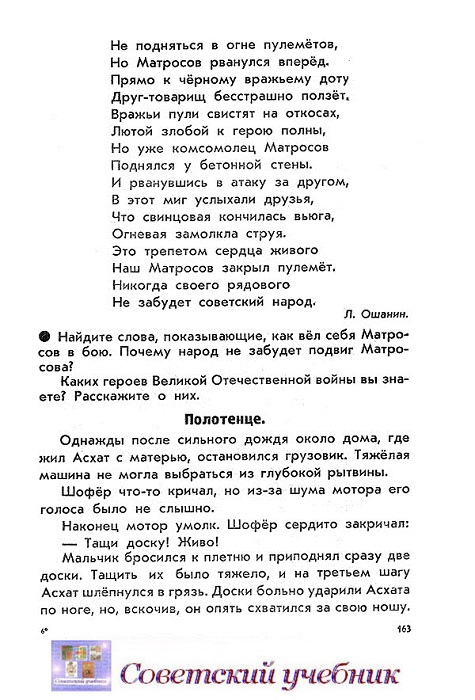 Не подняться в огне пулемётов,
Но Матросов рванулся вперёд.
Прямо к чёрному вражьему доту
Друг-товарищ бесстрашно ползёт.
Вражьи пули свистят на откосах,
Лютой злобой к герою полны,
Но уже комсомолец Матросов
Поднялся у бетонной стены.
И рванувшись в атаку за другом,
В этот миг услыхали друзья,
Что свинцовая кончилась вьюга,
Огневая замолкла струя.
Это трепетом сердца живого
Наш Матросов закрыл пулемёт.
Никогда своего рядового
Не забудет советский народ.
Л. Ошанин.
Найдите слова, показывающие, как вёл себя Матро-
сов в бою. Почему народ не забудет подвиг Матро-
сова?
Каких героев Великой Отечественной войны вы зна-
ете? Расскажите о них.
Полотенце.
Однажды после сильного дождя около дома, где
жил Асхат с матерью, остановился грузовик. Тяжёлая
машина не могла выбраться из глубокой рытвины.
Шофёр что-то кричал, но из-за шума мотора его
голоса было не слышно.
Наконец мотор умолк. Шофёр сердито закричал:
— Тащи доску! Живо!
Мальчик бросился к плетню и приподнял сразу две
доски. Тащить их было тяжело, и на третьем шагу
Асхат шлёпнулся в грязь. Доски больно ударили Асхата
по ноге, но, вскочив, он опять схватился за свою ношу.
6* 163
Советский учебник
Советский учебник